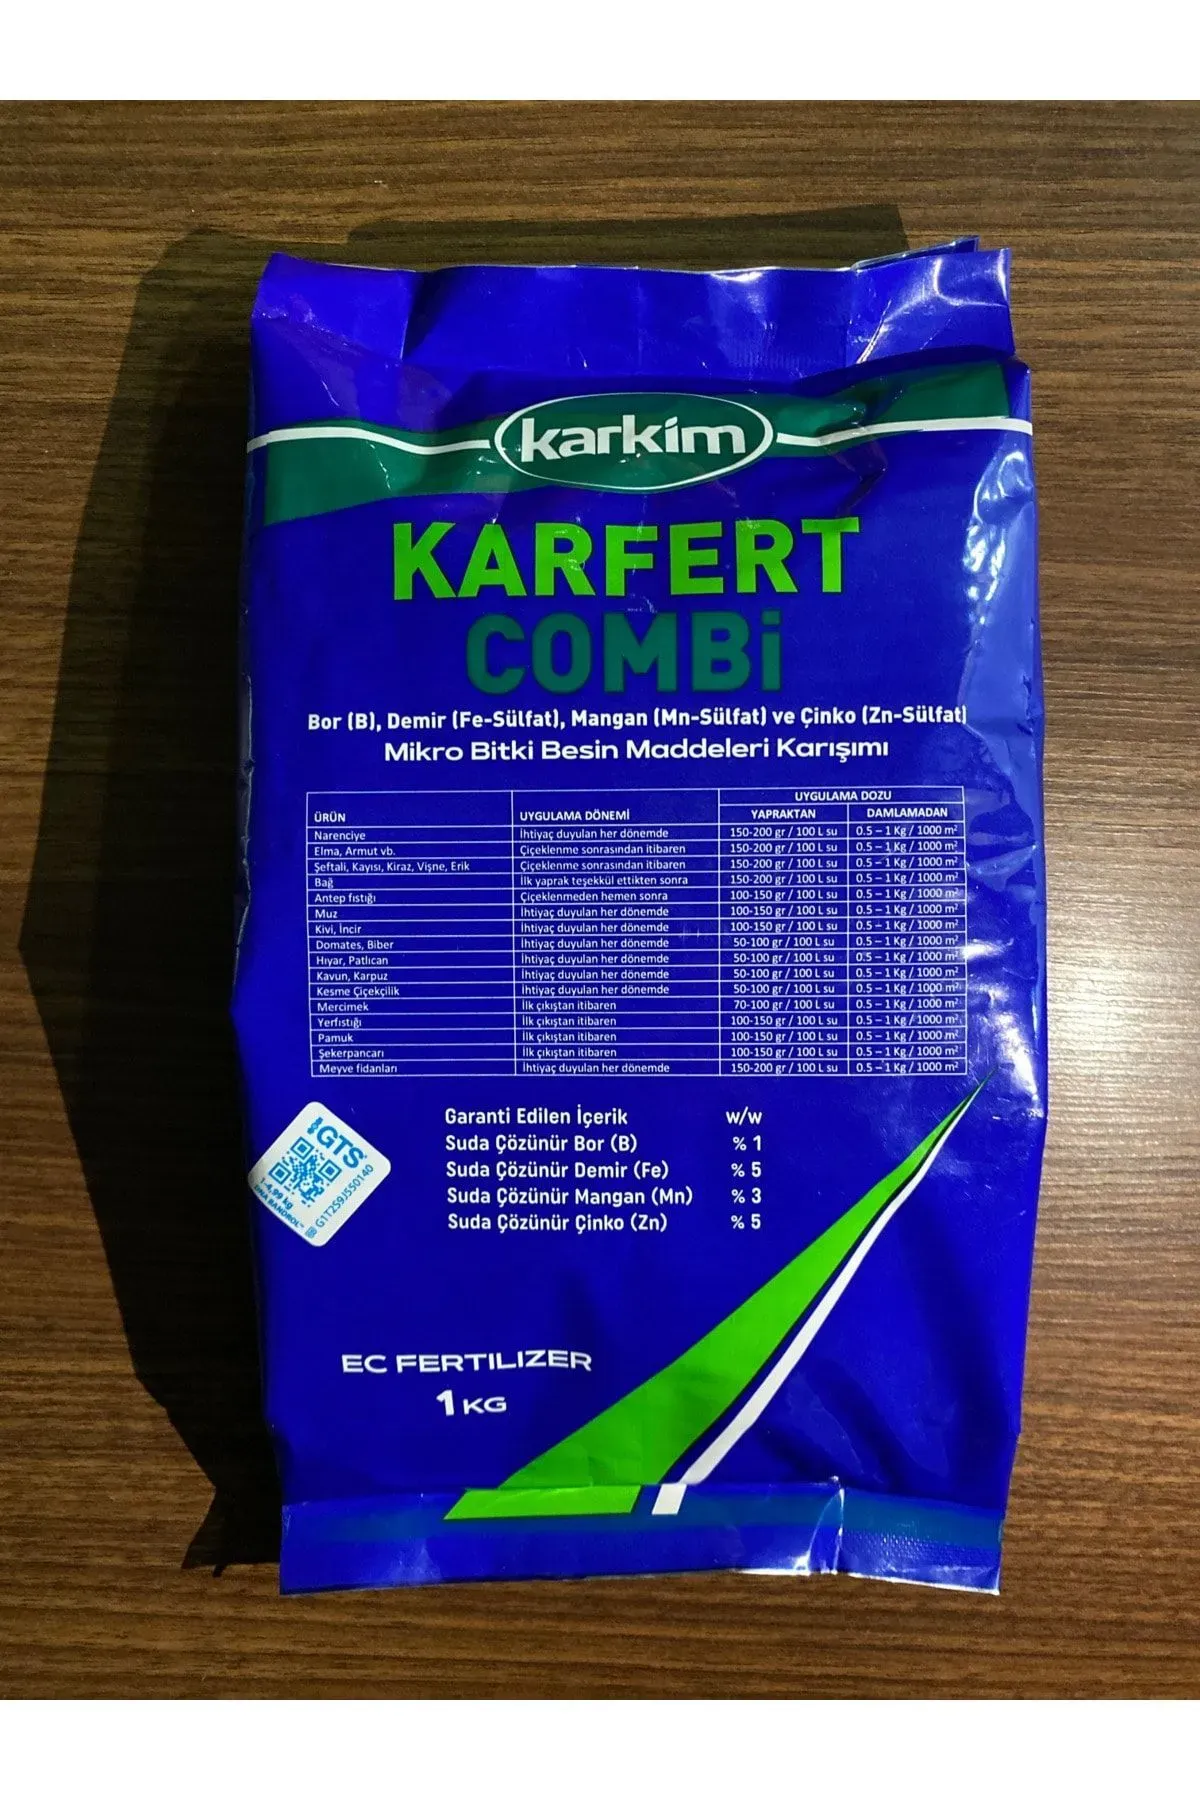 karkim
KARFERT
COMBi
Bor (B), Demir (Fe-Sülfat), Mangan (Mn-Sülfat) ve Çinko (Zn-Sülfat)
Mikro Bitki Besin Maddeleri Karışımı
UYGULAMA DOZU
ÜRÜN UYGULAMA DÖNEMİ YAPRAKTAN DAMLAMADAN
Narenciye İhtiyaç duyulan her dönemde 150-200 gr / 100 L su 0.5 – 1 Kg / 1000 m²
Elma, Armut vb. Çiçeklenme sonrasından itibaren 150-200 gr / 100 L su 0.5 – 1 Kg / 1000 m²
Şeftali, Kayısı, Kiraz, Vişne, Erik Çiçeklenme sonrasından itibaren 150-200 gr / 100 L su 0.5 – 1 Kg / 1000 m²
Bağ İlk yaprak teşekkül ettikten sonra 150-200 gr / 100 L su 0.5 – 1 Kg / 1000 m²
Antep fıstığı Çiçeklenmeden hemen sonra 100-150 gr / 100 L su 0.5 – 1 Kg / 1000 m²
Muz İhtiyaç duyulan her dönemde 100-150 gr / 100 L su 0.5 – 1 Kg / 1000 m²
Kivi, İncir İhtiyaç duyulan her dönemde 100-150 gr / 100 L su 0.5 – 1 Kg / 1000 m²
Domates, Biber İhtiyaç duyulan her dönemde 50-100 gr / 100 L su 0.5 – 1 Kg / 1000 m²
Hıyar, Patlıcan İhtiyaç duyulan her dönemde 50-100 gr / 100 L su 0.5 – 1 Kg / 1000 m²
Kavun, Karpuz İhtiyaç duyulan her dönemde 50-100 gr / 100 L su 0.5 – 1 Kg / 1000 m²
Kesme Çiçekçilik İhtiyaç duyulan her dönemde 50-100 gr / 100 L su 0.5 – 1 Kg / 1000 m²
Mercimek İlk çıkıştan itibaren 70-100 gr / 100 L su 0.5 – 1 Kg / 1000 m²
Yerfıstığı İlk çıkıştan itibaren 100-150 gr / 100 L su 0.5 – 1 Kg / 1000 m²
Pamuk İlk çıkıştan itibaren 100-150 gr / 100 L su 0.5 – 1 Kg / 1000 m²
Şekerpancarı İlk çıkıştan itibaren 100-150 gr / 100 L su 0.5 – 1 Kg / 1000 m²
Meyve fidanları İhtiyaç duyulan her dönemde 150-200 gr / 100 L su 0.5 – 1 Kg / 1000 m²
Garanti Edilen İçerik w/w
Suda Çözünür Bor (B) % 1
Suda Çözünür Demir (Fe) % 5
Suda Çözünür Mangan (Mn) % 3
Suda Çözünür Çinko (Zn) % 5
GTS
1-4,99 kg
DNA BANDROL™
G1T2S9J550140
EC FERTILIZER
1 KG